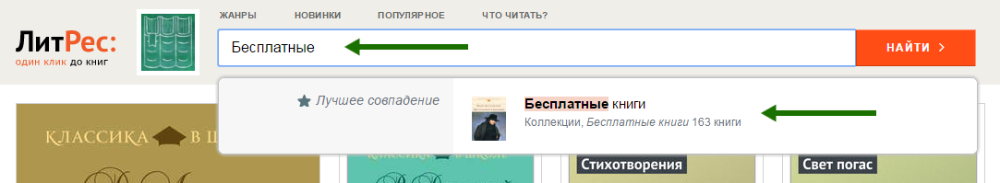 ЖАНРЫ НОВИНКИ ПОПУЛЯРНОЕ ЧТО ЧИТАТЬ?
ЛитРес:
один клик до книг
Бесплатные
НАЙТИ
Лучшее совпадение
Бесплатные книги
Коллекции, Бесплатные книги 163 книги
КЛАССИКА В Ш
Стихотворения
Свет погас